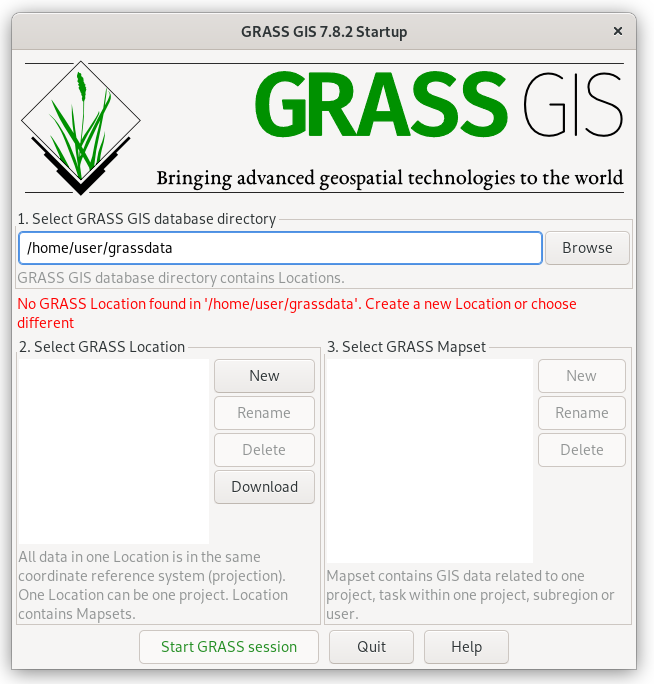 GRASS GIS 7.8.2 Startup
GRASS GIS
Bringing advanced geospatial technologies to the world
1. Select GRASS GIS database directory
/home/user/grassdata
Browse
GRASS GIS database directory contains Locations.
No GRASS Location found in '/home/user/grassdata'. Create a new Location or choose
different
2. Select GRASS Location
New
Rename
Delete
Download
All data in one Location is in the same
coordinate reference system (projection).
One Location can be one project. Location
contains Mapsets.
3. Select GRASS Mapset
New
Rename
Delete
Mapset contains GIS data related to one
project, task within one project, subregion or
user.
Start GRASS session
Quit
Help